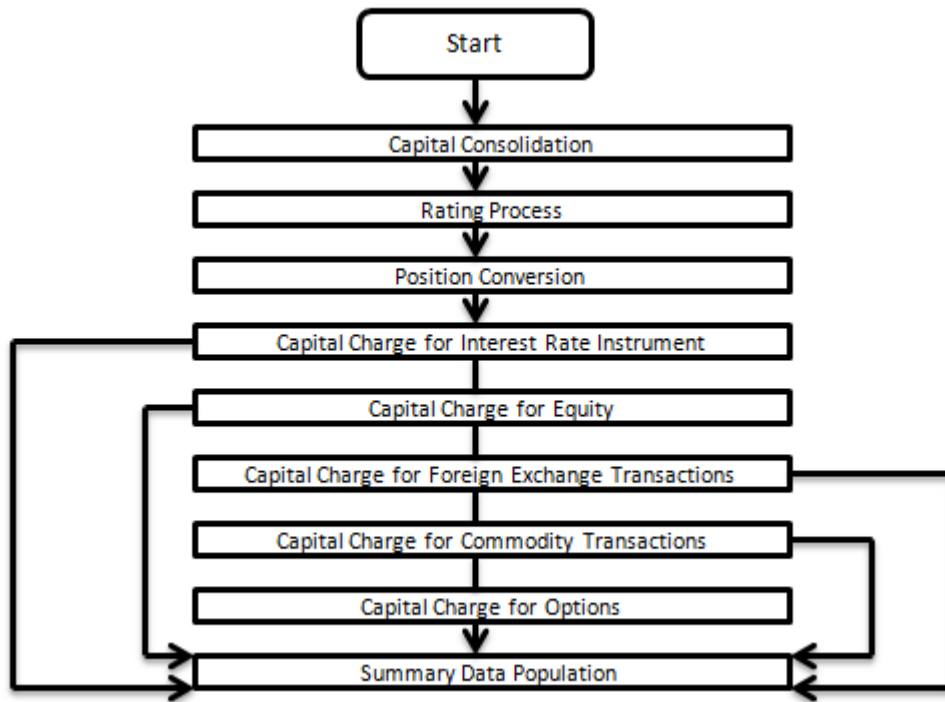 Start
Capital Consolidation
Rating Process
Position Conversion
Capital Charge for Interest Rate Instrument
Capital Charge for Equity
Capital Charge for Foreign Exchange Transactions
Capital Charge for Commodity Transactions
Capital Charge for Options
Summary Data Population